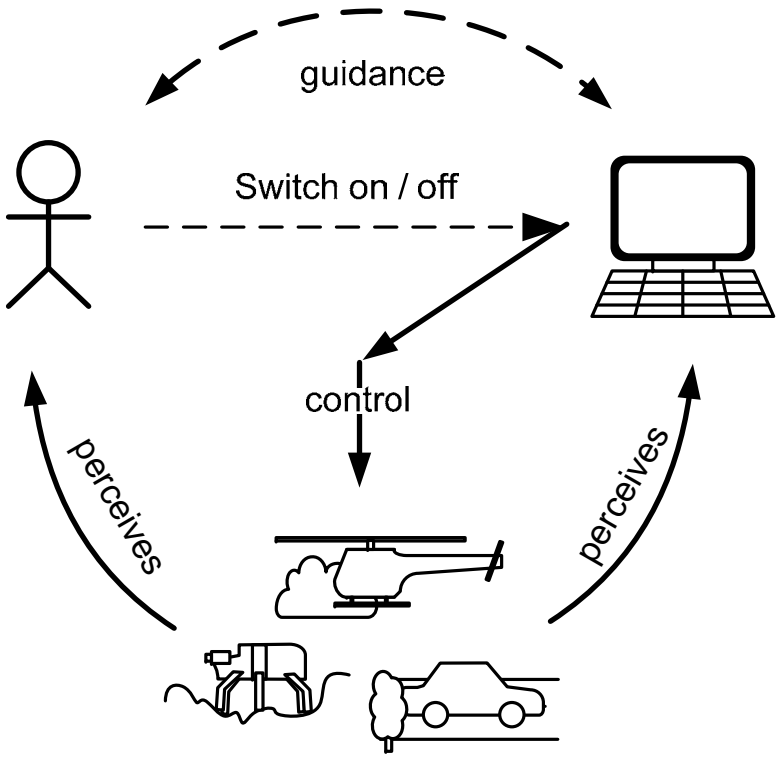 guidance
Switch on / off
control
perceives
perceives